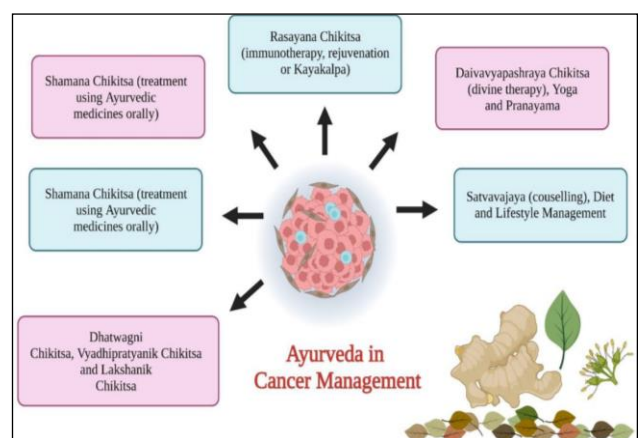 Rasayana Chikitsa
(immunotherapy, rejuvenation
or Kayakalpa)
Shamana Chikitsa (treatment
using Ayurvedic
medicines orally)
Daivavyapashraya Chikitsa
(divine therapy), Yoga
and Pranayama
Shamana Chikitsa (treatment
using Ayurvedic
medicines orally)
Satvavajaya (couselling), Diet
and Lifestyle Management
Dhatwagni
Chikitsa, Vyadhipratyanik Chikitsa
and Lakshanik
Chikitsa
Ayurveda in
Cancer Management